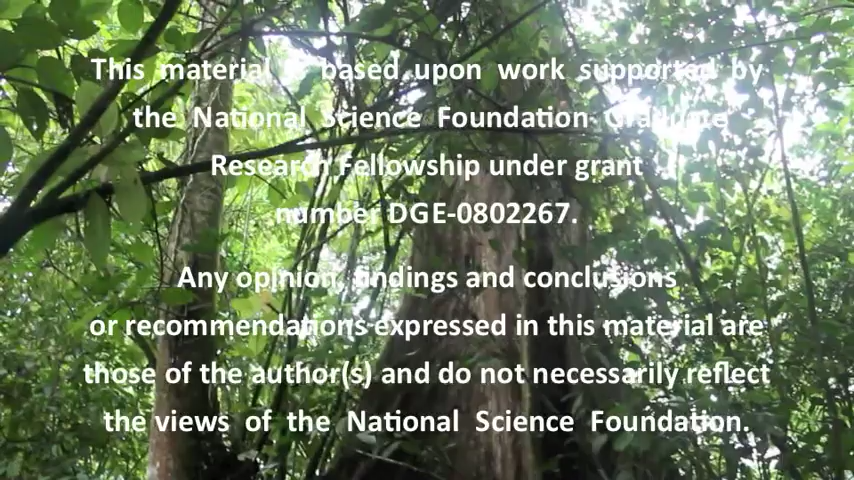 This material is based upon work supported by
the National Science Foundation Graduate
Research Fellowship under grant
number DGE-0802267.
Any opinion, findings and conclusions
or recommendations expressed in this material are
those of the author(s) and do not necessarily reflect
the views of the National Science Foundation.